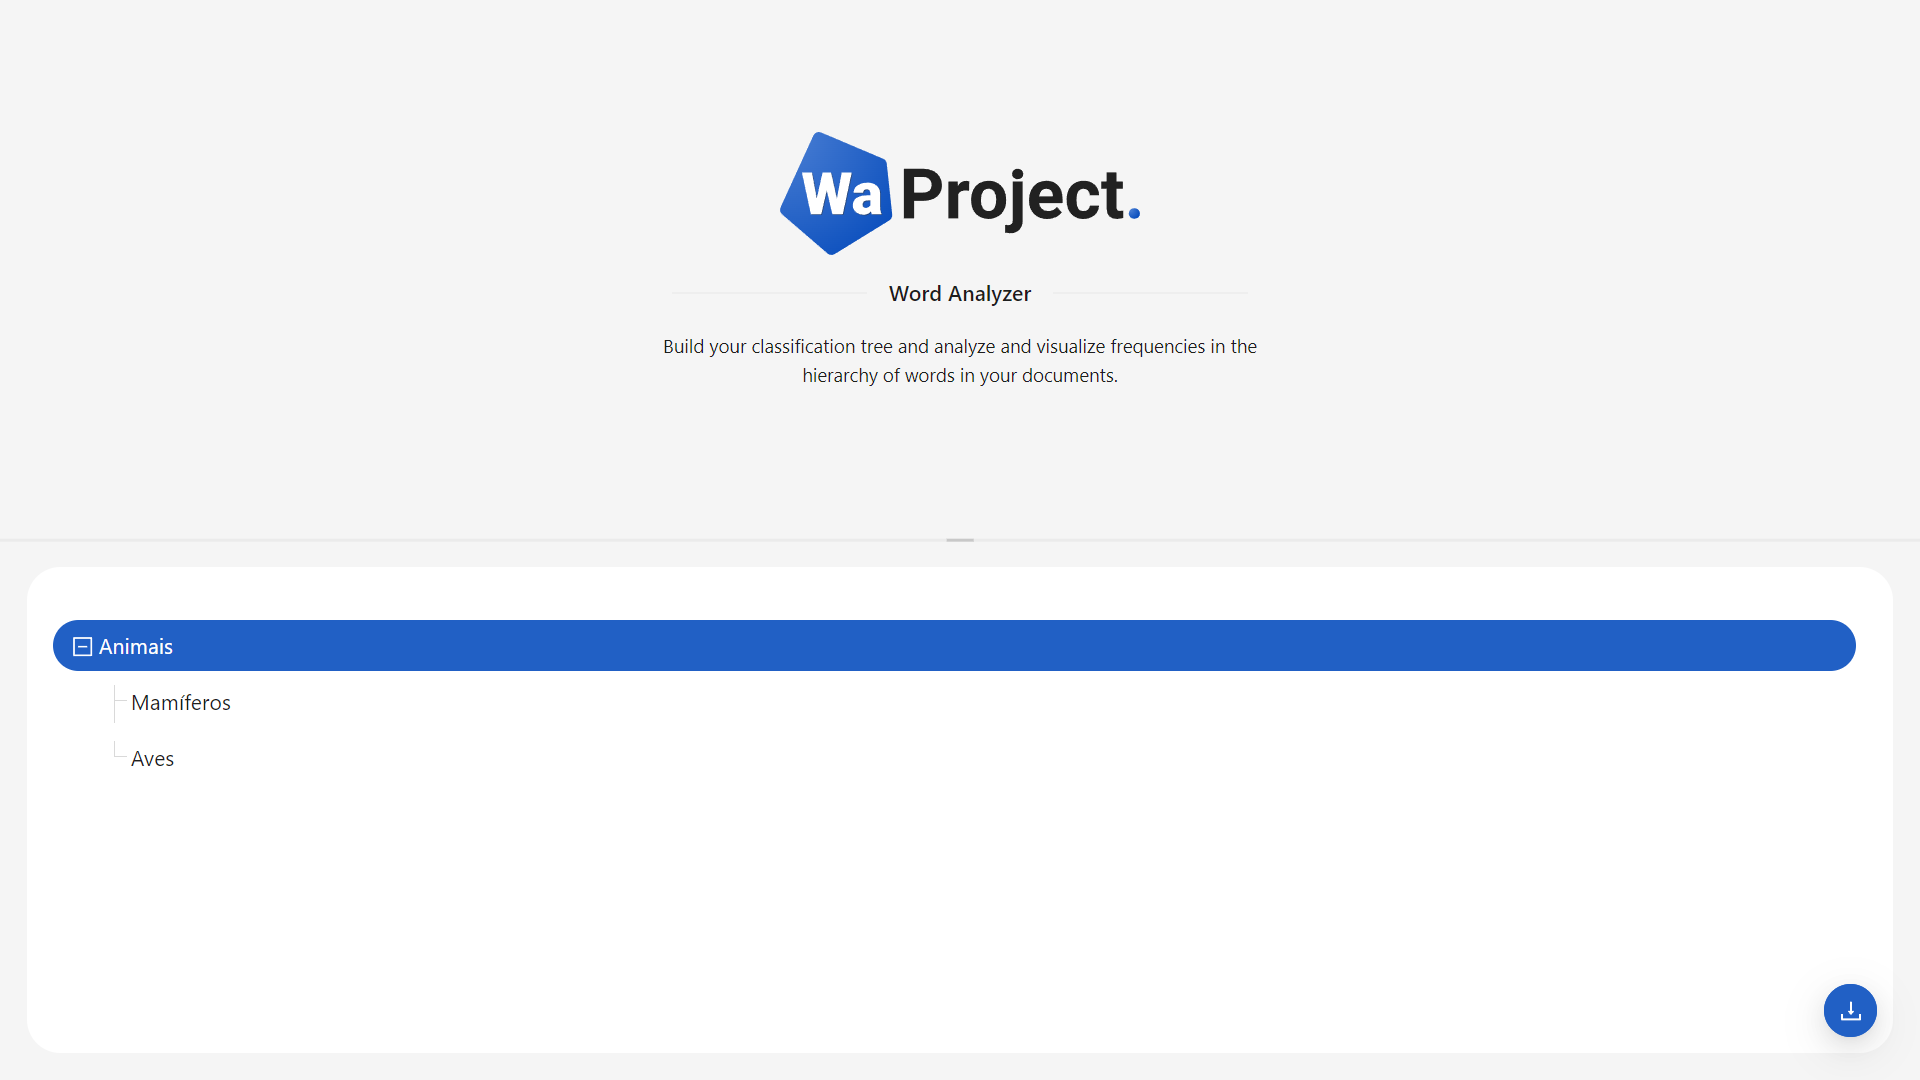 Wa Project.
Word Analyzer
Build your classification tree and analyze and visualize frequencies in the
hierarchy of words in your documents.
Animais
Mamíferos
Aves